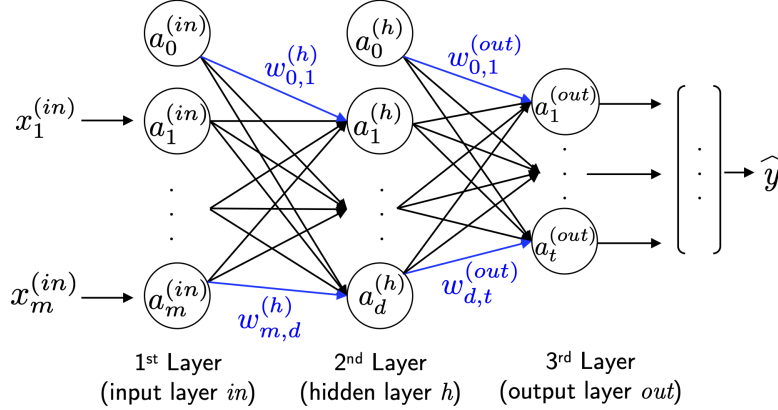 a_0^{(in)}
a_0^{(h)}
w_{0,1}^{(h)}
w_{0,1}^{(out)}
x_1^{(in)}
a_1^{(in)}
a_1^{(h)}
a_1^{(out)}
ŷ
a_t^{(out)}
x_m^{(in)}
a_m^{(in)}
w_{m,d}^{(h)}
a_d^{(h)}
w_{d,t}^{(out)}
1st Layer
(input layer in)
2nd Layer
(hidden layer h)
3rd Layer
(output layer out)